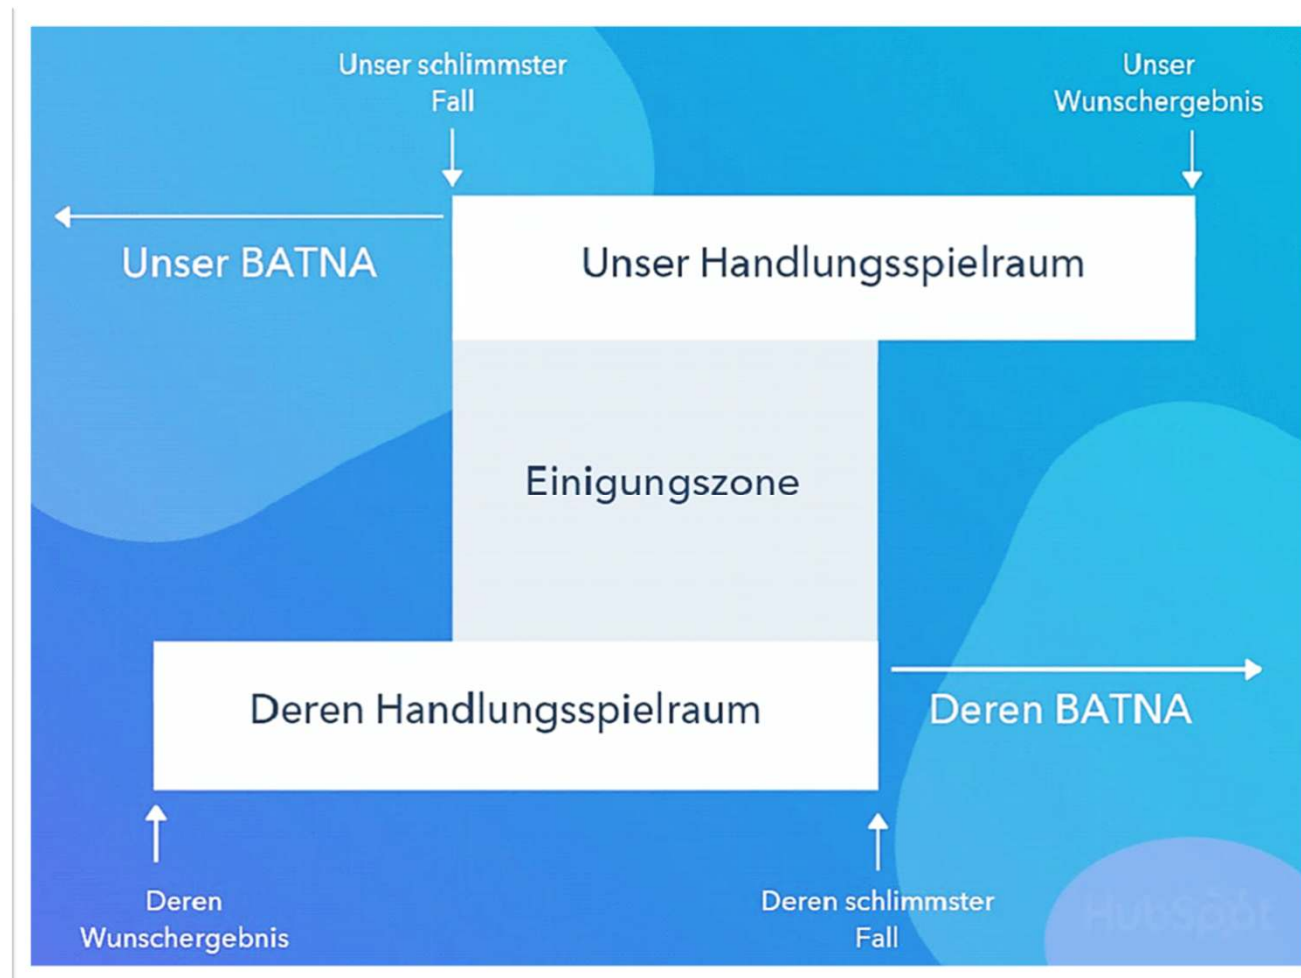 Unser schlimmster
Fall
Unser
Wunschergebnis
Unser BATNA
Unser Handlungsspielraum
Einigungszone
Deren Handlungsspielraum
Deren BATNA
Deren
Wunschergebnis
Deren schlimmster
Fall
HubSpot